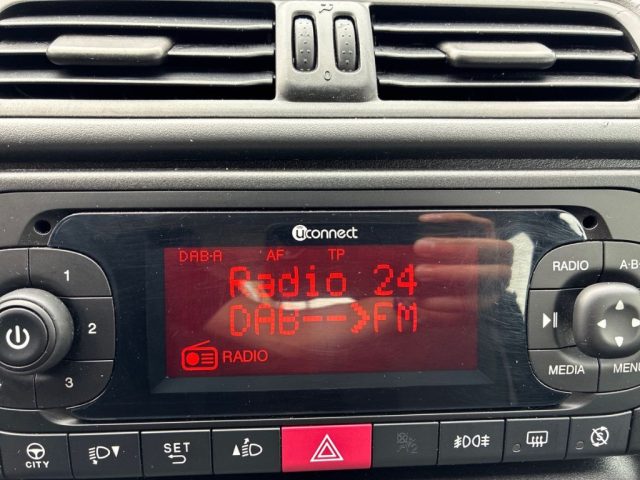 R
O
uconnect
DAB-A AF TP
Radio 24
DAB-->FM
RADIO
1
2
3
RADIO A·B·
MEDIA MENU
CITY
SET